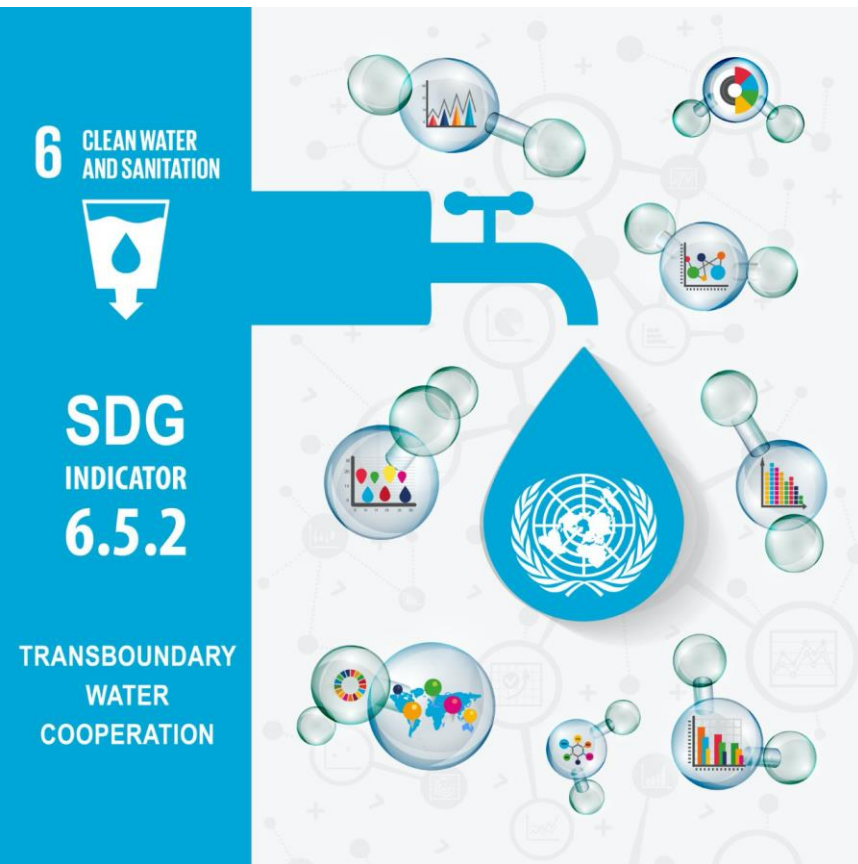 6 CLEAN WATER
AND SANITATION
SDG
INDICATOR
6.5.2
TRANSBOUNDARY
WATER
COOPERATION